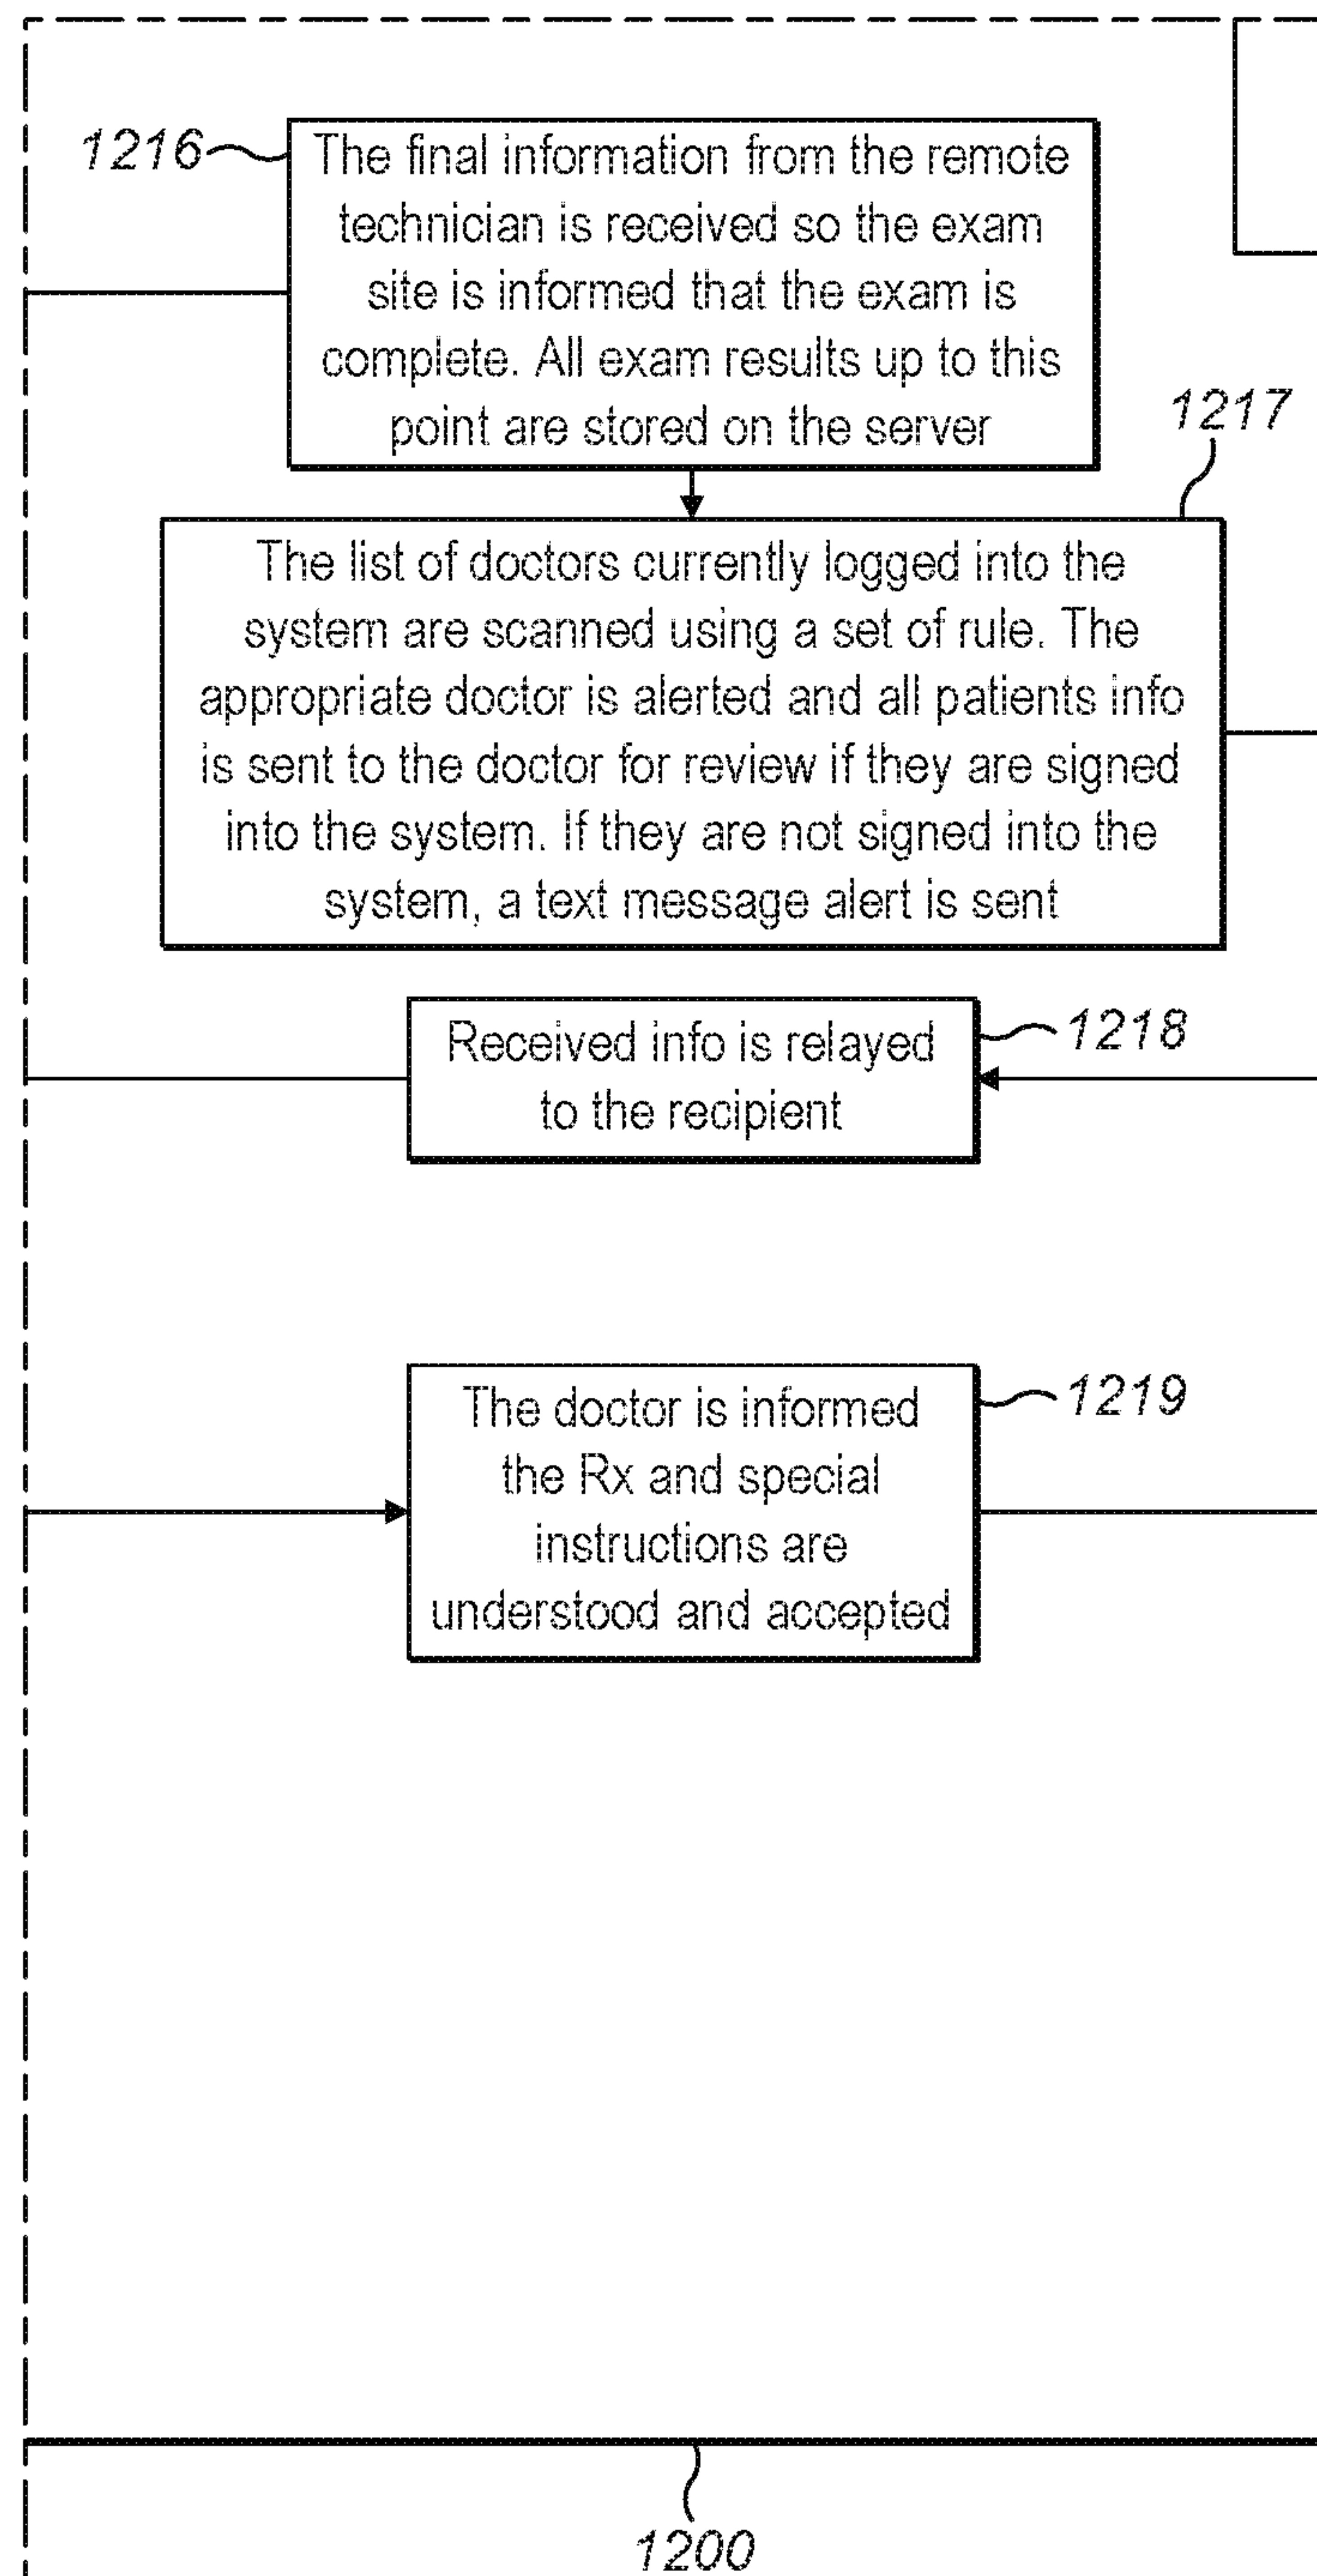 1216
The final information from the remote
technician is received so the exam
site is informed that the exam is
complete. All exam results up to this
point are stored on the server
1217
The list of doctors currently logged into the
system are scanned using a set of rule. The
appropriate doctor is alerted and all patients info
is sent to the doctor for review if they are signed
into the system. If they are not signed into the
system, a text message alert is sent
Received info is relayed
to the recipient
1218
The doctor is informed
the Rx and special
instructions are
understood and accepted
1219
1200